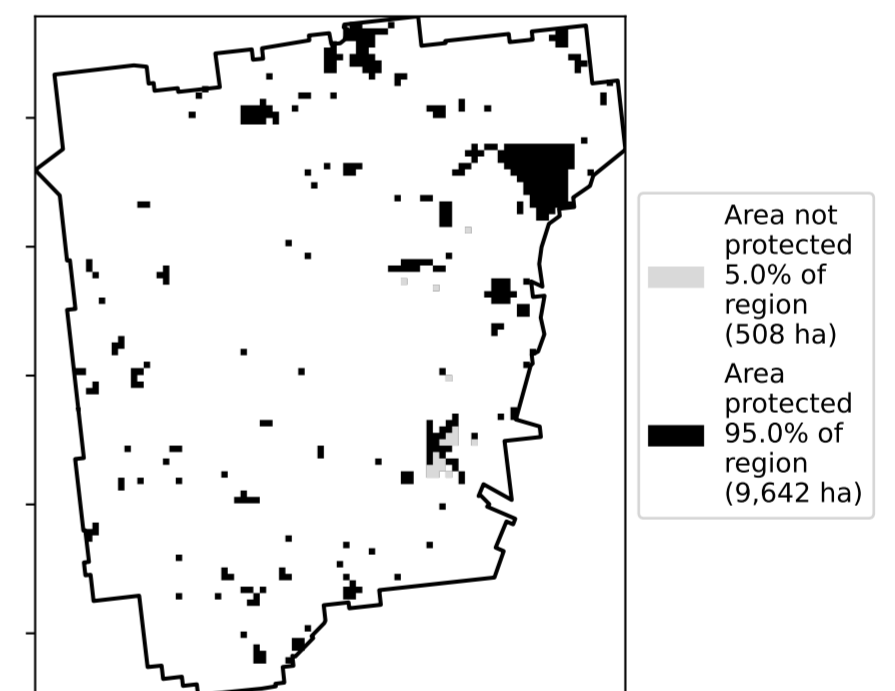 Area not
protected
5.0% of
region
(508 ha)
Area
protected
95.0% of
region
(9,642 ha)